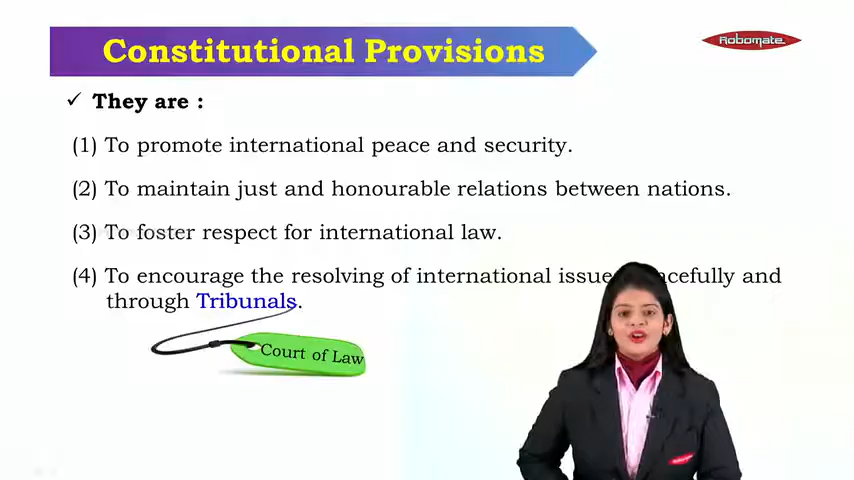 Constitutional Provisions
Robomate
✓ They are :
(1) To promote international peace and security.
(2) To maintain just and honourable relations between nations.
(3) To foster respect for international law.
(4) To encourage the resolving of international and
through Tribunals.
Court of Law
Robomate